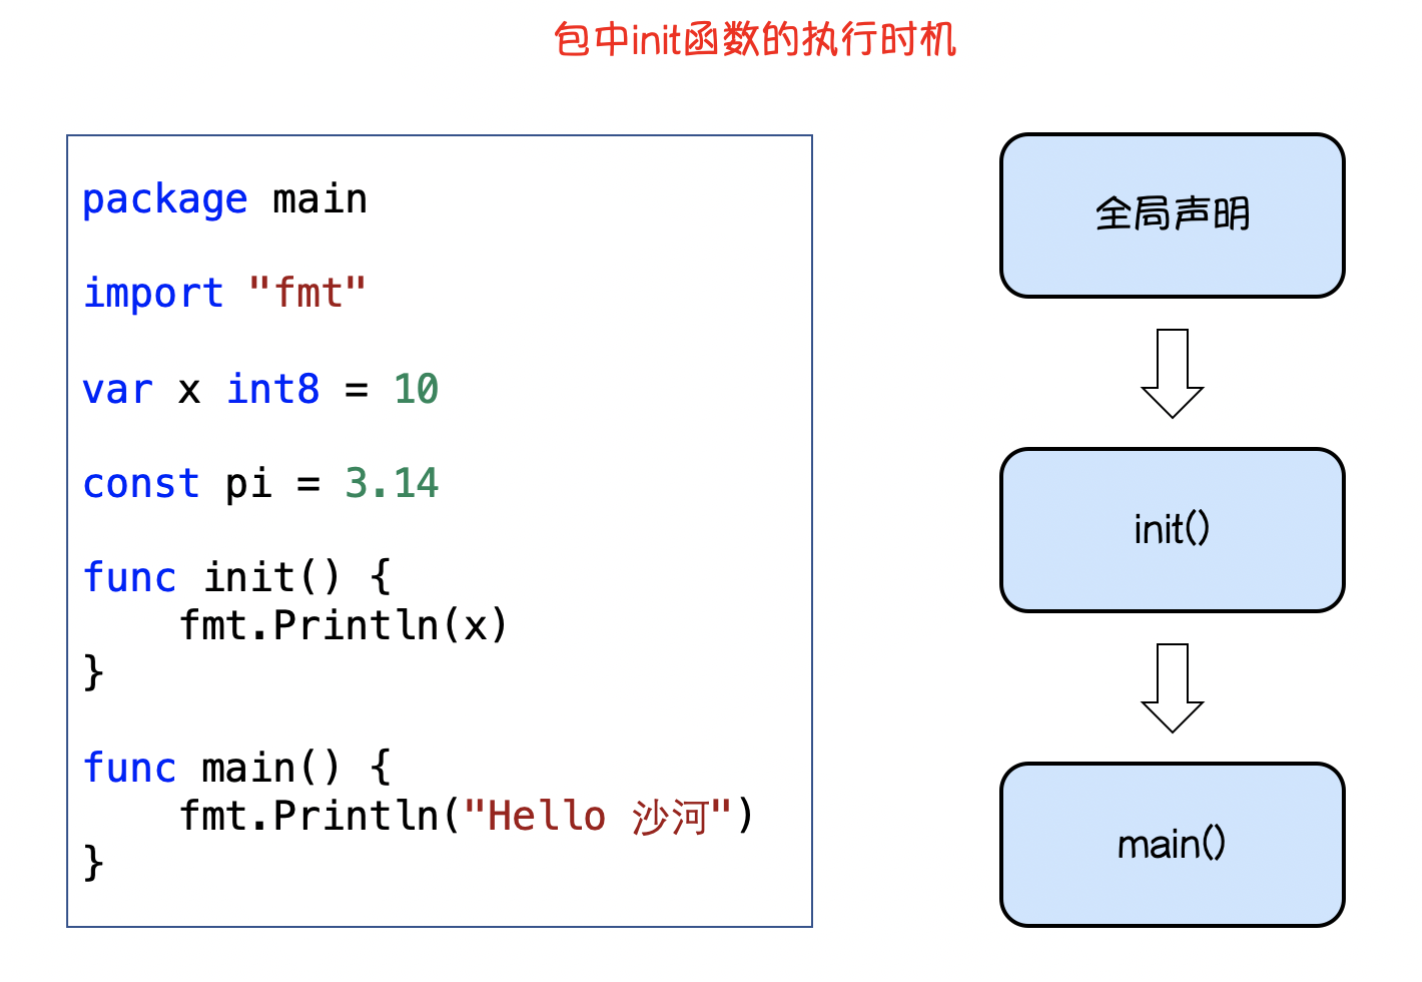 包中init函数的执行时机
package main
import "fmt"
var x int8 = 10
const pi = 3.14
func init() {
    fmt.Println(x)
}
func main() {
    fmt.Println("Hello 沙河")
}
全局声明
init()
main()